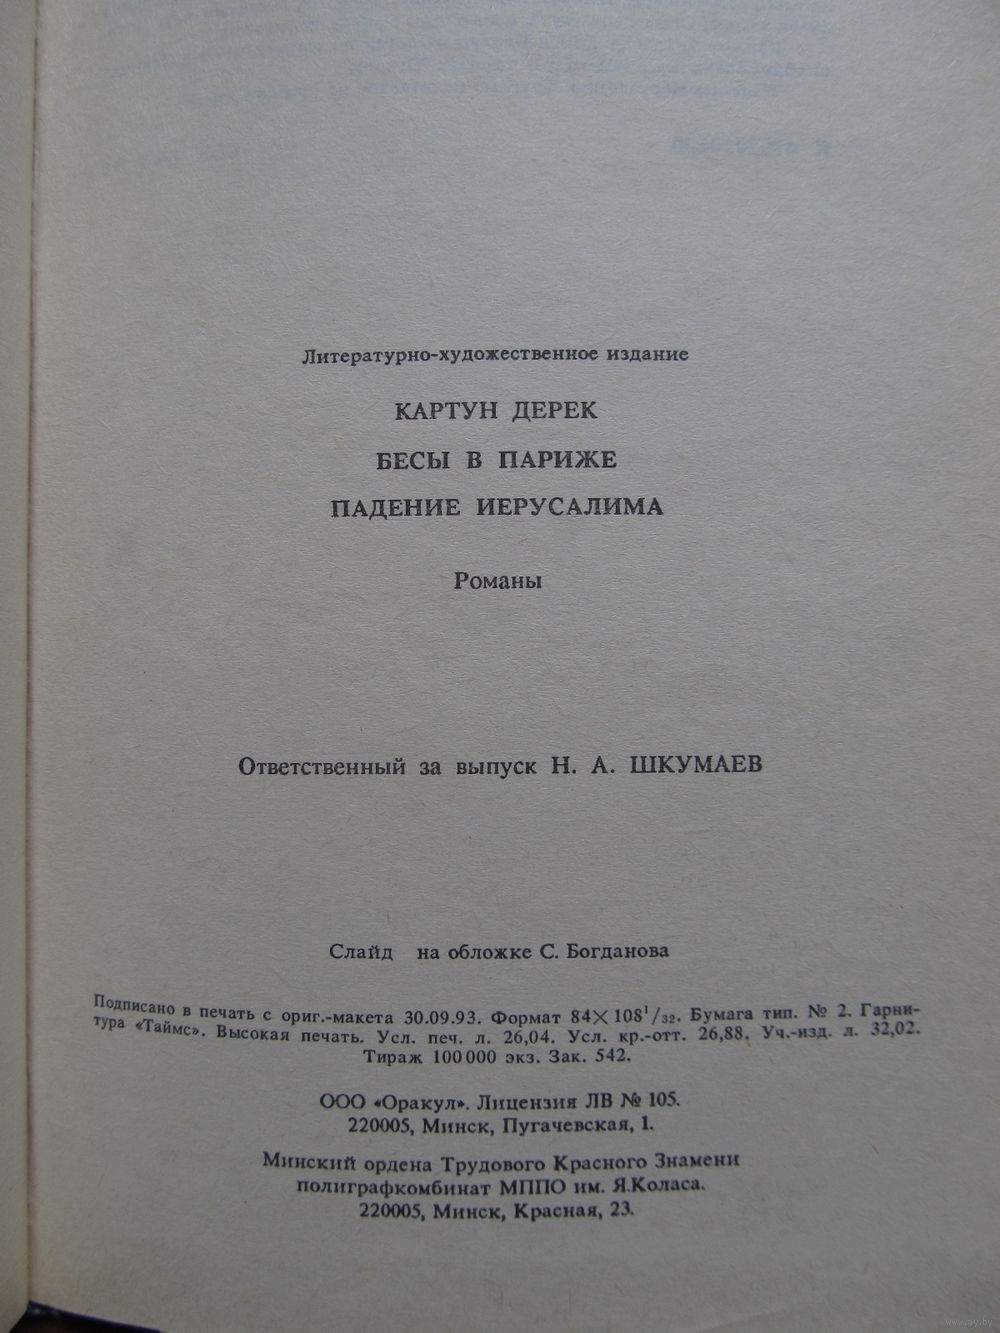 Литературно-художественное издание
КАРТУН ДЕРЕК
БЕСЫ В ПАРИЖЕ
ПАДЕНИЕ ИЕРУСАЛИМА
Романы
Ответственный за выпуск Н. А. ШКУМАЕВ
Слайд на обложке С. Богданова
Подписано в печать с ориг.-макета 30.09.93. Формат 84×108¹/₃₂. Бумага тип. № 2. Гарни-
тура «Таймс». Высокая печать. Усл. печ. л. 26,04. Усл. кр.-отт. 26,88. Уч.-изд. л. 32,02.
Тираж 100 000 экз. Зак. 542.
ООО «Оракул». Лицензия ЛВ № 105.
220005, Минск, Пугачевская, 1.
Минский ордена Трудового Красного Знамени
полиграфкомбинат МППО им. Я.Коласа.
220005, Минск, Красная, 23.
www.ay.by